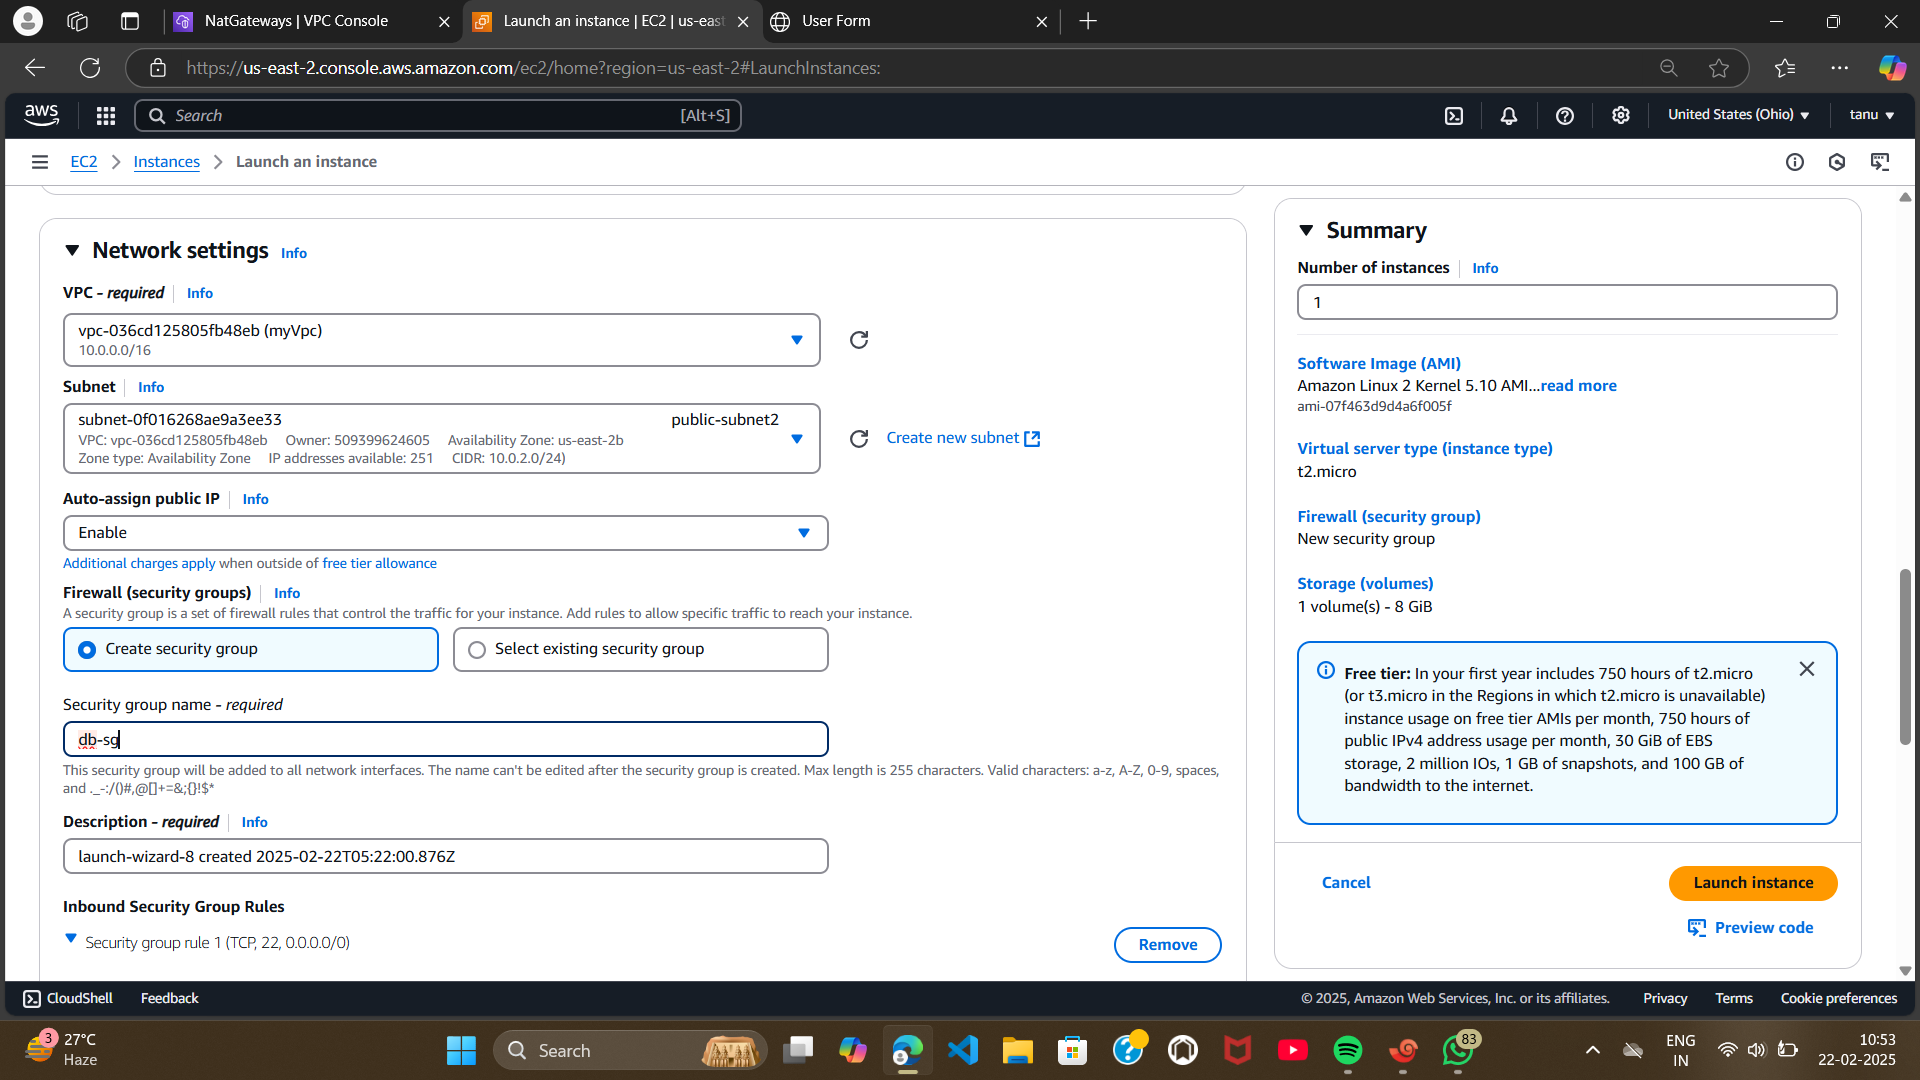 NatGateways | VPC Console
Launch an instance | EC2 | us-east
User Form
https://us-east-2.console.aws.amazon.com/ec2/home?region=us-east-2#LaunchInstances:
aws
Search
[Alt+S]
United States (Ohio)
tanu
EC2
Instances
Launch an instance
Network settings
Info
VPC - required
Info
vpc-036cd125805fb48eb (myVpc)
10.0.0.0/16
Subnet
Info
subnet-0f016268ae9a3ee33
public-subnet2
VPC: vpc-036cd125805fb48eb Owner: 509399624605 Availability Zone: us-east-2b
Zone type: Availability Zone IP addresses available: 251 CIDR: 10.0.2.0/24)
Create new subnet
Auto-assign public IP
Info
Enable
Additional charges apply when outside of free tier allowance
Firewall (security groups)
Info
A security group is a set of firewall rules that control the traffic for your instance. Add rules to allow specific traffic to reach your instance.
Create security group
Select existing security group
Security group name - required
db-sg
This security group will be added to all network interfaces. The name can't be edited after the security group is created. Max length is 255 characters. Valid characters: a-z, A-Z, 0-9, spaces,
and ._-:/()#,@[]+=&;{}!$*
Description - required
Info
launch-wizard-8 created 2025-02-22T05:22:00.876Z
Inbound Security Group Rules
Security group rule 1 (TCP, 22, 0.0.0.0/0)
Remove
Summary
Number of instances
Info
1
Software Image (AMI)
Amazon Linux 2 Kernel 5.10 AMI...read more
ami-07f463d9d4a6f005f
Virtual server type (instance type)
t2.micro
Firewall (security group)
New security group
Storage (volumes)
1 volume(s) - 8 GiB
Free tier: In your first year includes 750 hours of t2.micro
(or t3.micro in the Regions in which t2.micro is unavailable)
instance usage on free tier AMIs per month, 750 hours of
public IPv4 address usage per month, 30 GiB of EBS
storage, 2 million IOs, 1 GB of snapshots, and 100 GB of
bandwidth to the internet.
Cancel
Launch instance
Preview code
CloudShell
Feedback
© 2025, Amazon Web Services, Inc. or its affiliates.
Privacy
Terms
Cookie preferences
3
27°C
Haze
Search
83
ENG
IN
10:53
22-02-2025